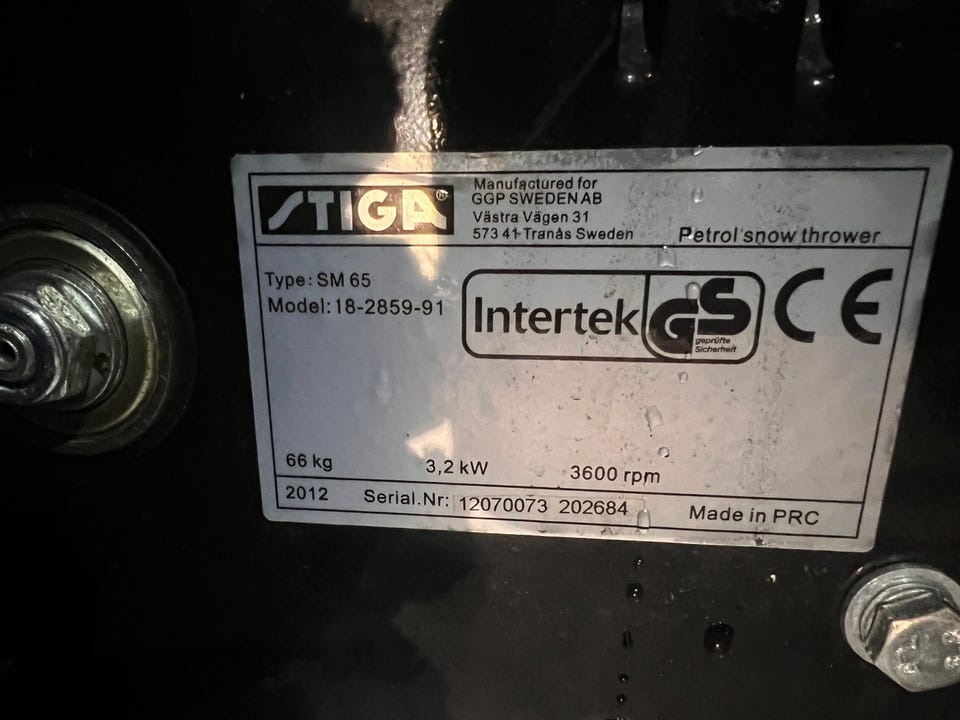 STIGA®
Manufactured for
GGP SWEDEN AB
Västra Vägen 31
573 41 Tranås Sweden
Petrol snow thrower
Type: SM 65
Model: 18-2859-91
Intertek
GS
geprüfte
Sicherheit
CE
66 kg 3,2 kW 3600 rpm
2012 Serial.Nr: 12070073 202684 Made in PRC